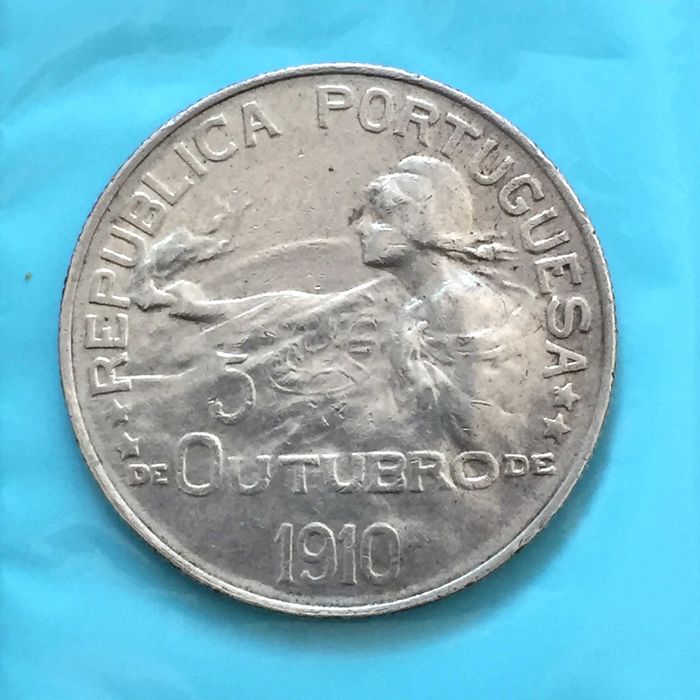 REPUBLICA PORTUGUESA
5
DE OUTUBRO DE
1910